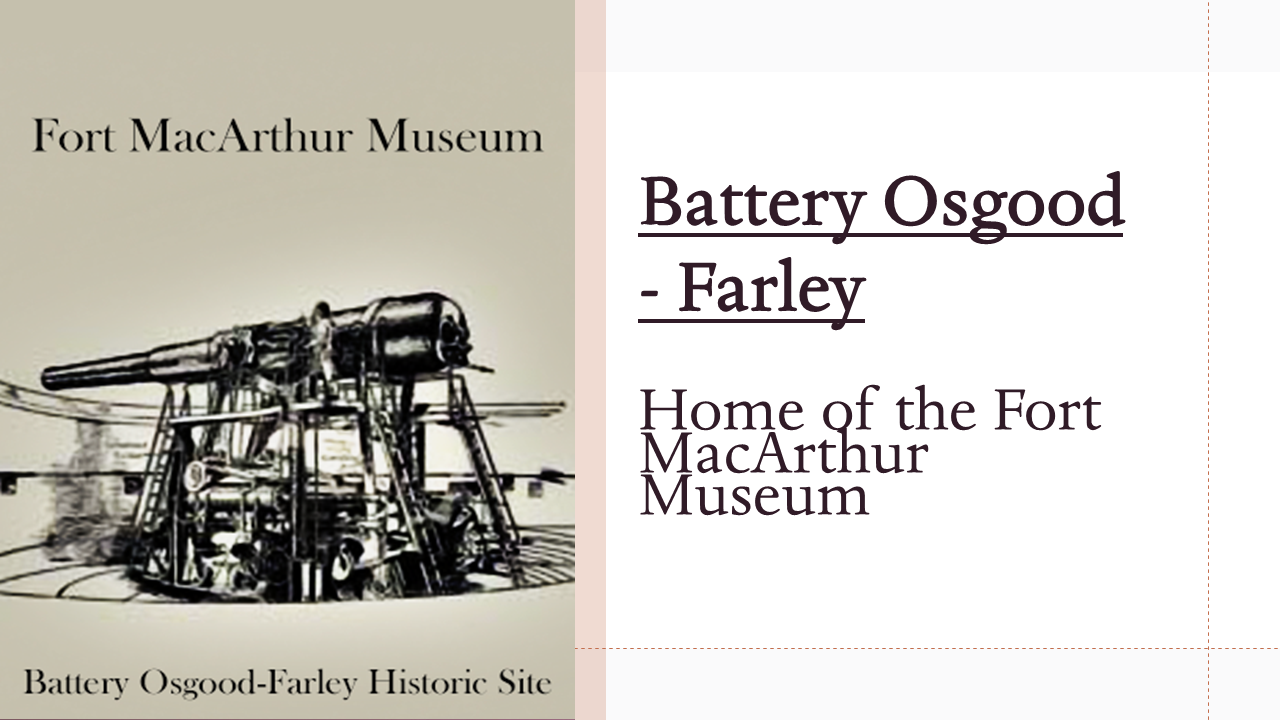 Fort MacArthur Museum
Battery Osgood-Farley Historic Site
Battery Osgood
- Farley
Home of the Fort
MacArthur
Museum